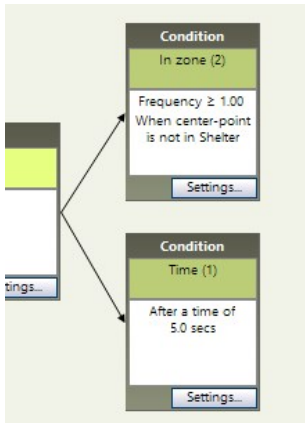 Condition
In zone (2)
Frequency ≥ 1.00
When center-point
is not in Shelter
Settings...
tings...
Condition
Time (1)
After a time of
5.0 secs
Settings...